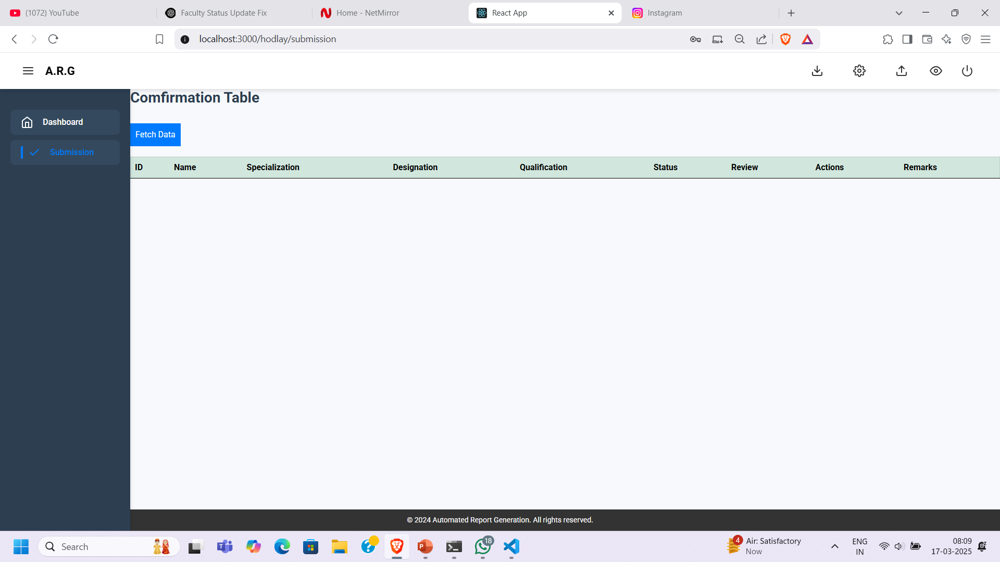 (1072) YouTube
Faculty Status Update Fix
Home - NetMirror
React App
Instagram
localhost:3000/hodlay/submission
A.R.G
Comfirmation Table
Dashboard
Fetch Data
Submission
ID Name Specialization Designation Qualification Status Review Actions Remarks
© 2024 Automated Report Generation. All rights reserved.
Search
18
4
Air: Satisfactory
Now
ENG
IN
08:09
17-03-2025